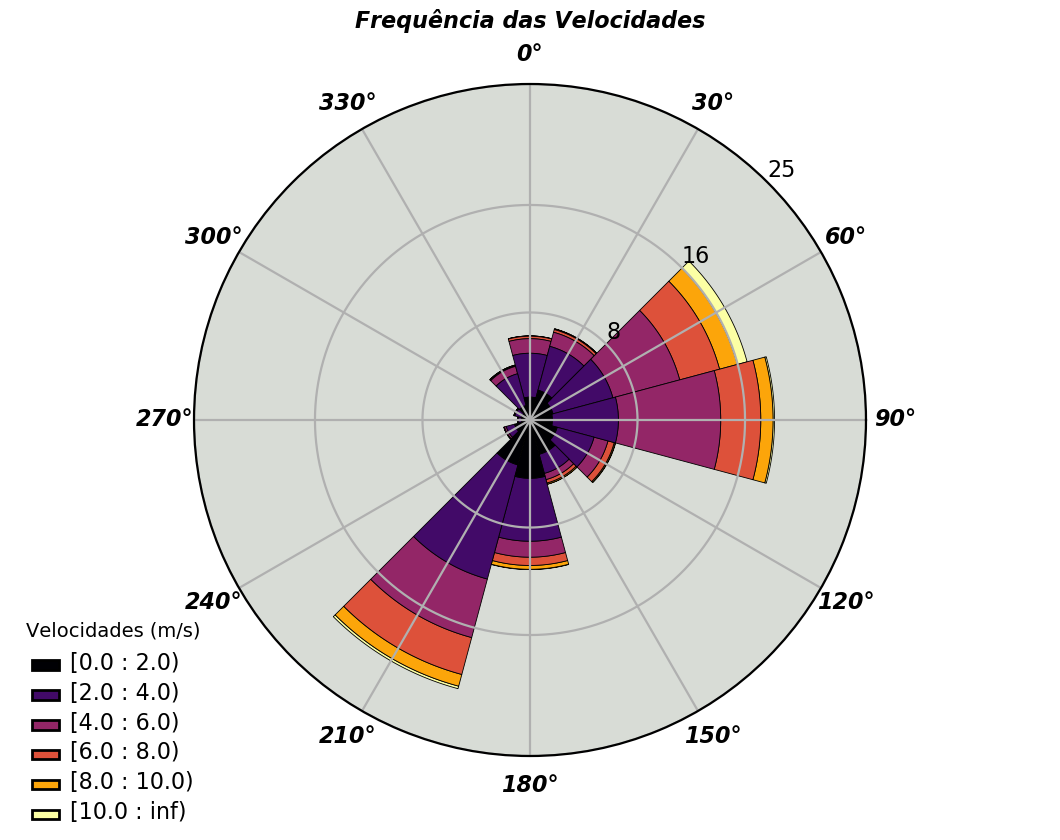 Frequência das Velocidades
0°
330°
30°
25
300°
60°
16
8
270°
90°
240°
120°
210°
150°
180°
Velocidades (m/s)
[0.0 : 2.0)
[2.0 : 4.0)
[4.0 : 6.0)
[6.0 : 8.0)
[8.0 : 10.0)
[10.0 : inf)